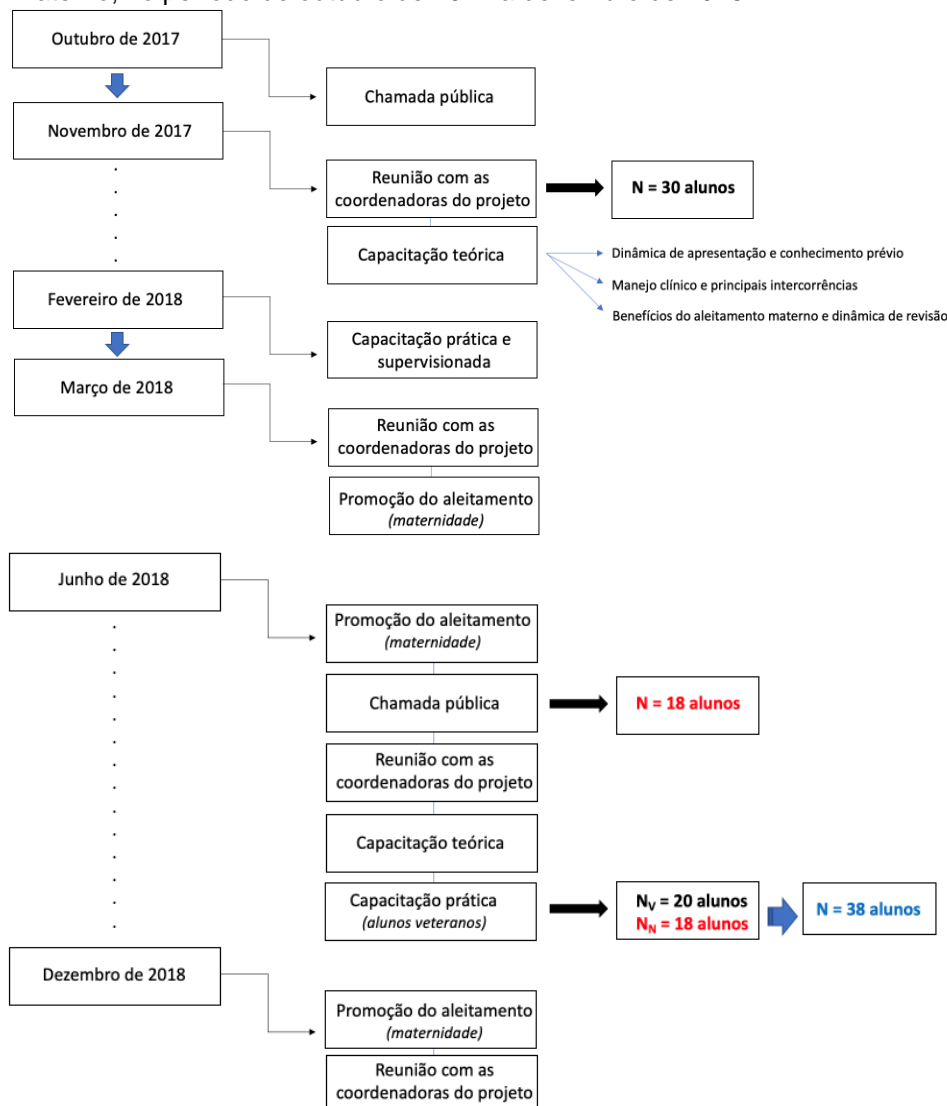 Outubro de 2017
Chamada pública
Novembro de 2017
Reunião com as
coordenadoras do projeto
N = 30 alunos
Capacitação teórica
Dinâmica de apresentação e conhecimento prévio
Manejo clínico e principais intercorrências
Benefícios do aleitamento materno e dinâmica de revisão
Fevereiro de 2018
Capacitação prática e
supervisionada
Março de 2018
Reunião com as
coordenadoras do projeto
Promoção do aleitamento
(maternidade)
Junho de 2018
Promoção do aleitamento
(maternidade)
Chamada pública
N = 18 alunos
Reunião com as
coordenadoras do projeto
Capacitação teórica
Capacitação prática
(alunos veteranos)
NV = 20 alunos
NN = 18 alunos
N = 38 alunos
Dezembro de 2018
Promoção do aleitamento
(maternidade)
Reunião com as
coordenadoras do projeto